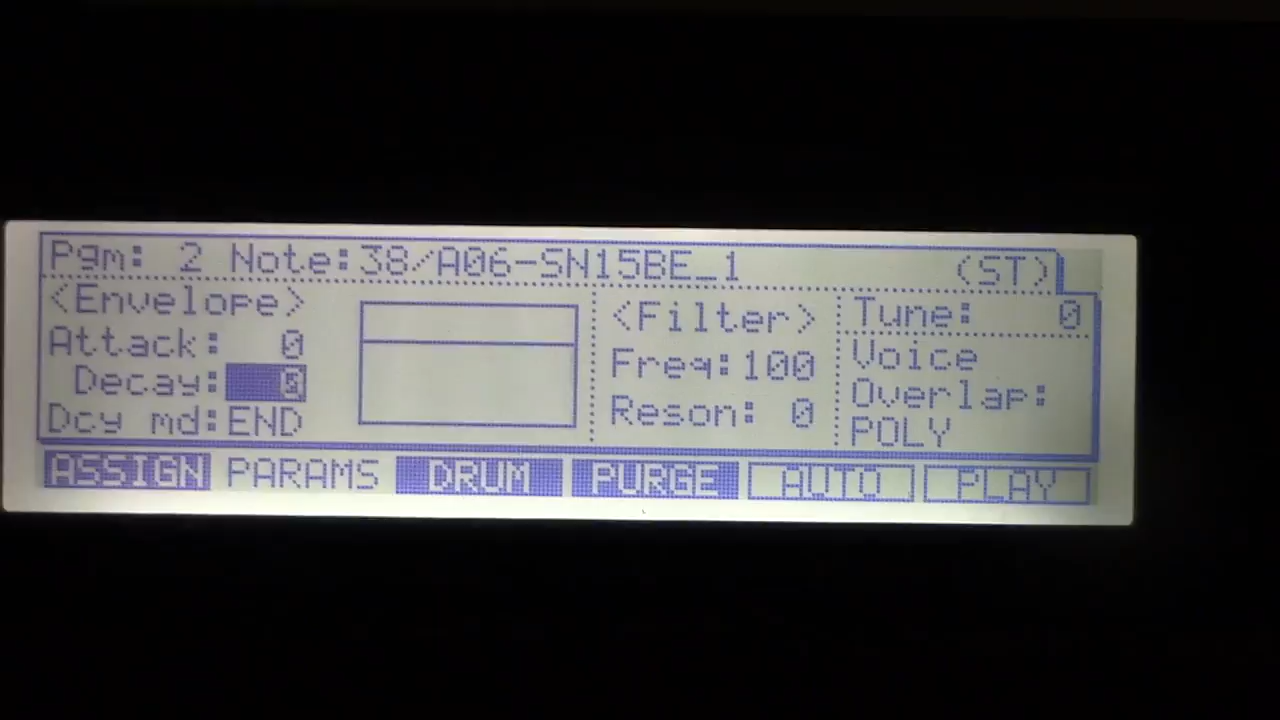 Pgm: 2 Note:38/A06-SN15BE_1 (ST)
<Envelope>
Attack: 0
Decay:
Dcy md:END
<Filter>
Freq:100
Reson: 0
Tune: 0
Voice
Overlap:
POLY
ASSIGN PARAMS DRUM PURGE AUTO PLAY